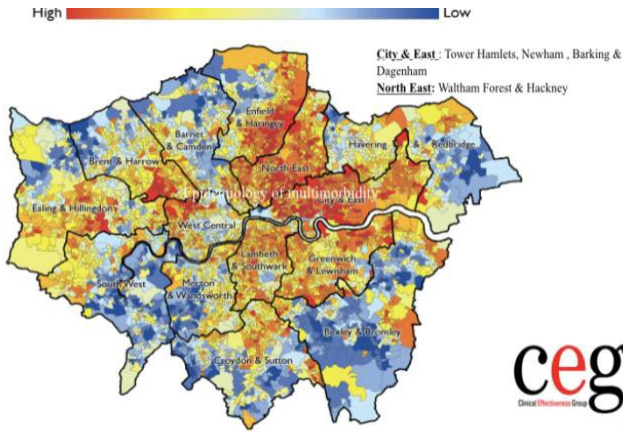 High Low
City & East : Tower Hamlets, Newham , Barking &
Dagenham
North East: Waltham Forest & Hackney
Enfield
& Haringey
Barnet
& Camden
Havering & Redbridge
Brent & Harrow
North East
Epidemiology of multimorbidity
City & East
Ealing & Hillingdon
West Central
Lambeth
& Southwark
Greenwich
& Lewisham
South West
Merton
& Wandsworth
Bexley & Bromley
Croydon & Sutton
ceg
Clinical Effectiveness Group